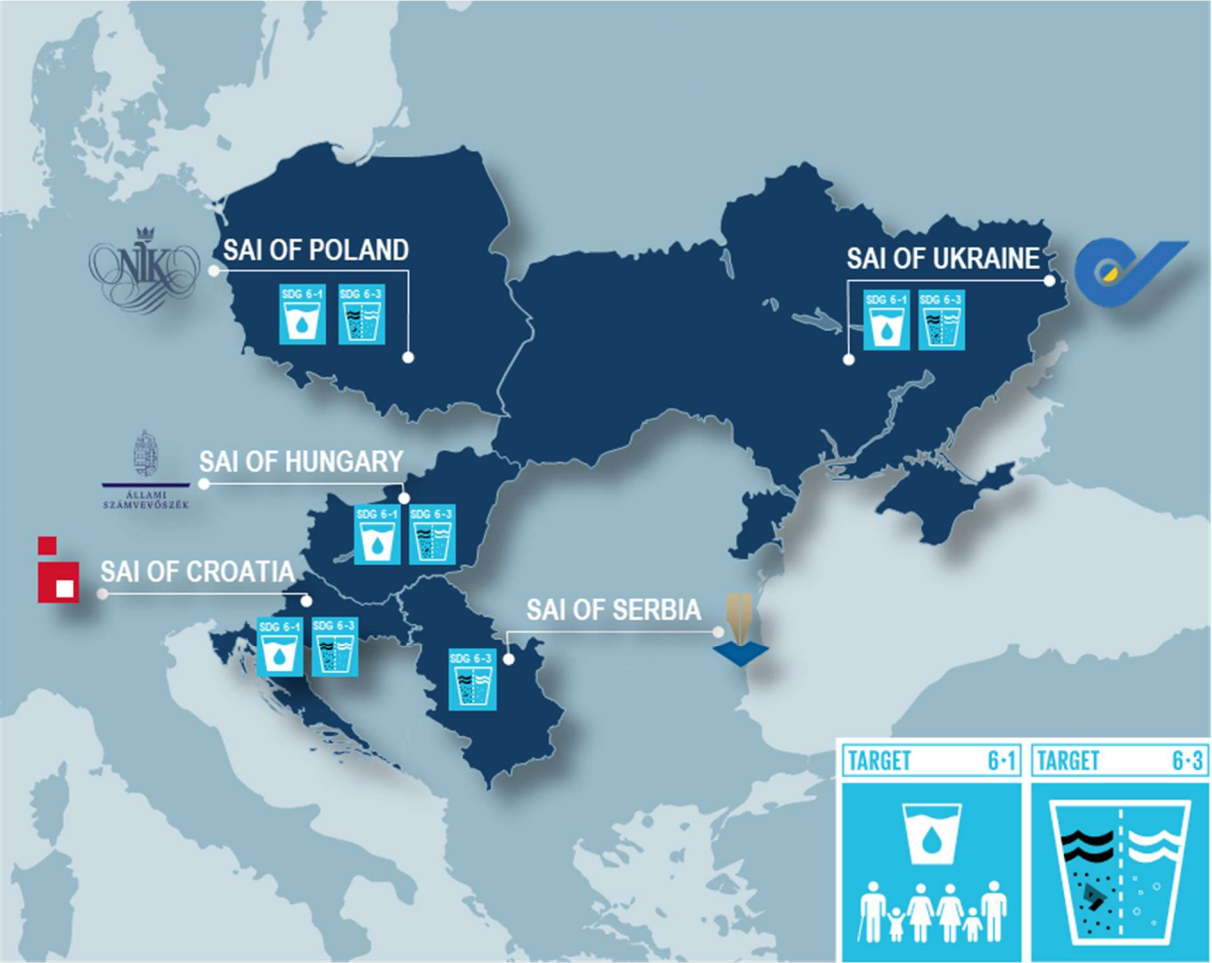 NIK
SAI OF POLAND
SDG 6-1
SDG 6-3
SAI OF UKRAINE
SDG 6-1
SDG 6-3
SAI OF HUNGARY
ÁLLAMI
SZÁMVEVŐSZÉK
SDG 6-1
SDG 6-3
SAI OF CROATIA
SDG 6-1
SDG 6-3
SAI OF SERBIA
SDG 6-3
TARGET 6·1
TARGET 6·3